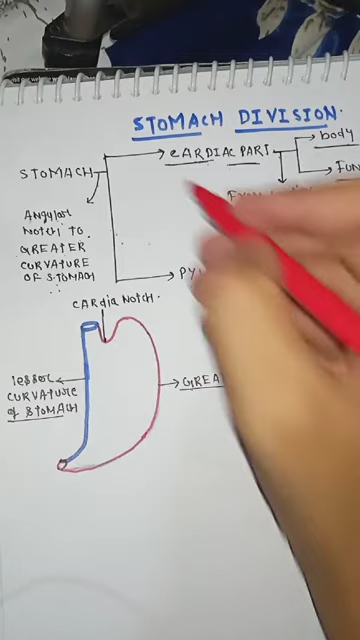 STOMACH DIVISION.
body
CARDIAC PART
STOMACH
Angular
Notch TO
GREATER
CURVATURE
OF STOMACH
CARdia Notch.
lesser
CURVATURE
of STOMACH